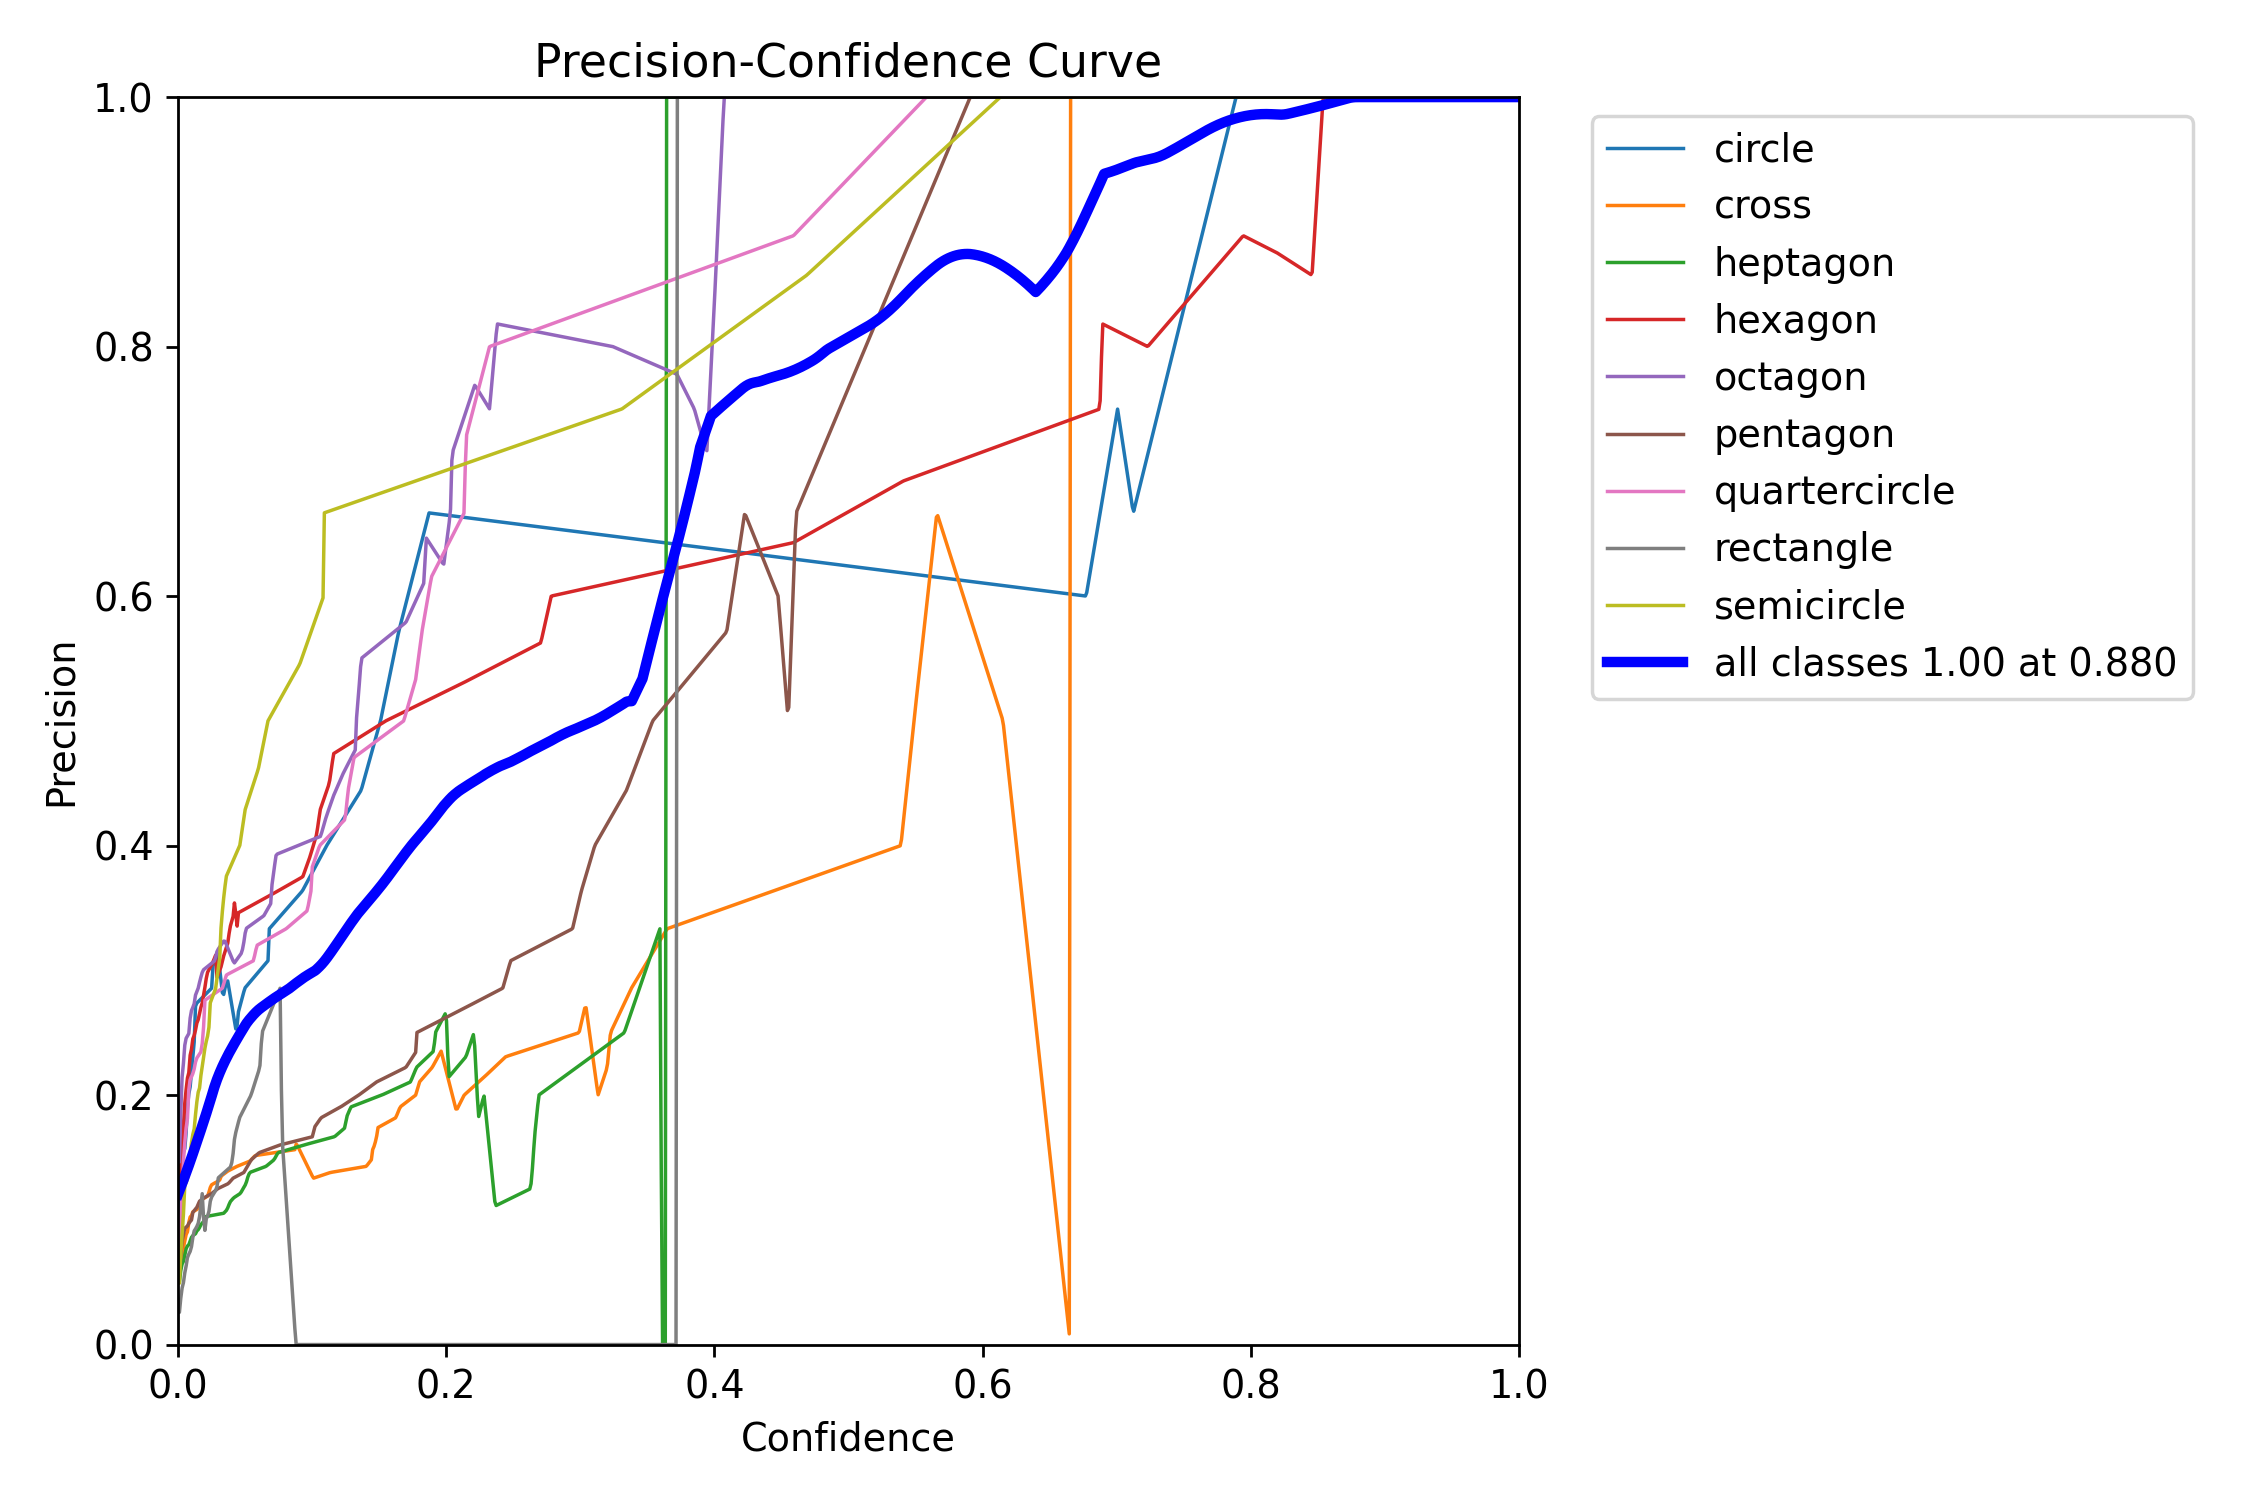 Precision-Confidence Curve
1.0
0.8
0.6
0.4
0.2
0.0
Precision
0.0 0.2 0.4 0.6 0.8 1.0
Confidence
circle
cross
heptagon
hexagon
octagon
pentagon
quartercircle
rectangle
semicircle
all classes 1.00 at 0.880